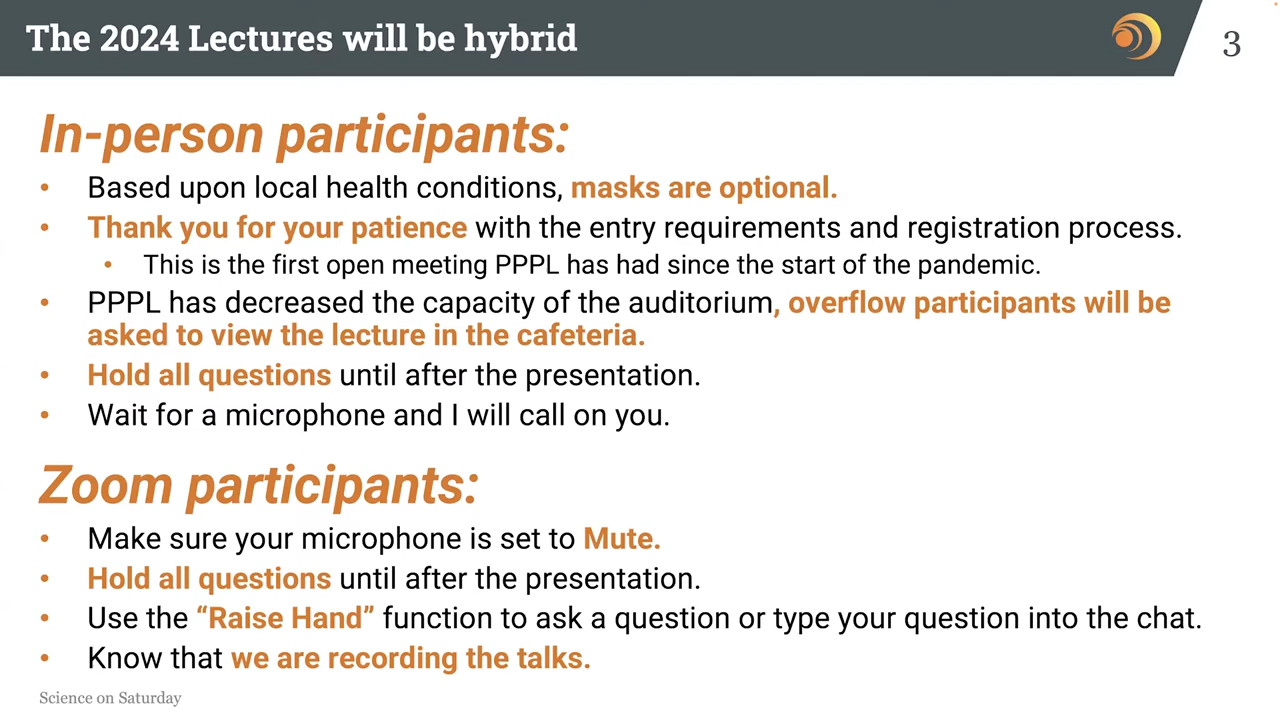 The 2024 Lectures will be hybrid
3
In-person participants:
• Based upon local health conditions, masks are optional.
• Thank you for your patience with the entry requirements and registration process.
• This is the first open meeting PPPL has had since the start of the pandemic.
• PPPL has decreased the capacity of the auditorium, overflow participants will be
asked to view the lecture in the cafeteria.
• Hold all questions until after the presentation.
• Wait for a microphone and I will call on you.
Zoom participants:
• Make sure your microphone is set to Mute.
• Hold all questions until after the presentation.
• Use the “Raise Hand” function to ask a question or type your question into the chat.
• Know that we are recording the talks.
Science on Saturday